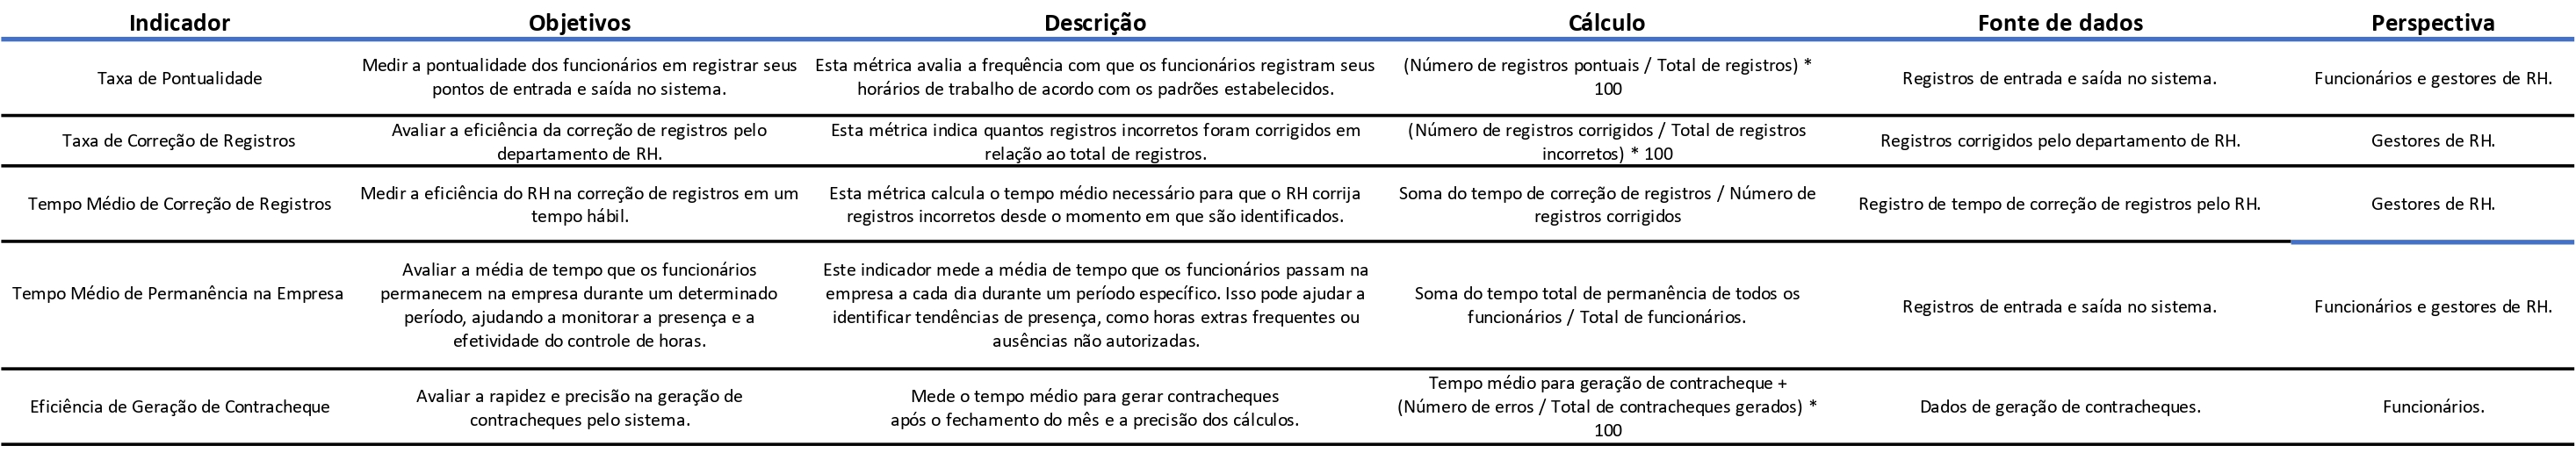 Indicador
Objetivos
Descrição
Cálculo
Fonte de dados
Perspectiva
Taxa de Pontualidade
Medir a pontualidade dos funcionários em registrar seus
pontos de entrada e saída no sistema.
Esta métrica avalia a frequência com que os funcionários registram seus
horários de trabalho de acordo com os padrões estabelecidos.
(Número de registros pontuais / Total de registros) *
100
Registros de entrada e saída no sistema.
Funcionários e gestores de RH.
Taxa de Correção de Registros
Avaliar a eficiência da correção de registros pelo
departamento de RH.
Esta métrica indica quantos registros incorretos foram corrigidos em
relação ao total de registros.
(Número de registros corrigidos / Total de registros
incorretos) * 100
Registros corrigidos pelo departamento de RH.
Gestores de RH.
Tempo Médio de Correção de Registros
Medir a eficiência do RH na correção de registros em um
tempo hábil.
Esta métrica calcula o tempo médio necessário para que o RH corrija
registros incorretos desde o momento em que são identificados.
Soma do tempo de correção de registros / Número de
registros corrigidos
Registro de tempo de correção de registros pelo RH.
Gestores de RH.
Tempo Médio de Permanência na Empresa
Avaliar a média de tempo que os funcionários
permanecem na empresa durante um determinado
período, ajudando a monitorar a presença e a
efetividade do controle de horas.
Este indicador mede a média de tempo que os funcionários passam na
empresa a cada dia durante um período específico. Isso pode ajudar a
identificar tendências de presença, como horas extras frequentes ou
ausências não autorizadas.
Soma do tempo total de permanência de todos os
funcionários / Total de funcionários.
Registros de entrada e saída no sistema.
Funcionários e gestores de RH.
Eficiência de Geração de Contracheque
Avaliar a rapidez e precisão na geração de
contracheques pelo sistema.
Mede o tempo médio para gerar contracheques
após o fechamento do mês e a precisão dos cálculos.
Tempo médio para geração de contracheque +
(Número de erros / Total de contracheques gerados) *
100
Dados de geração de contracheques.
Funcionários.